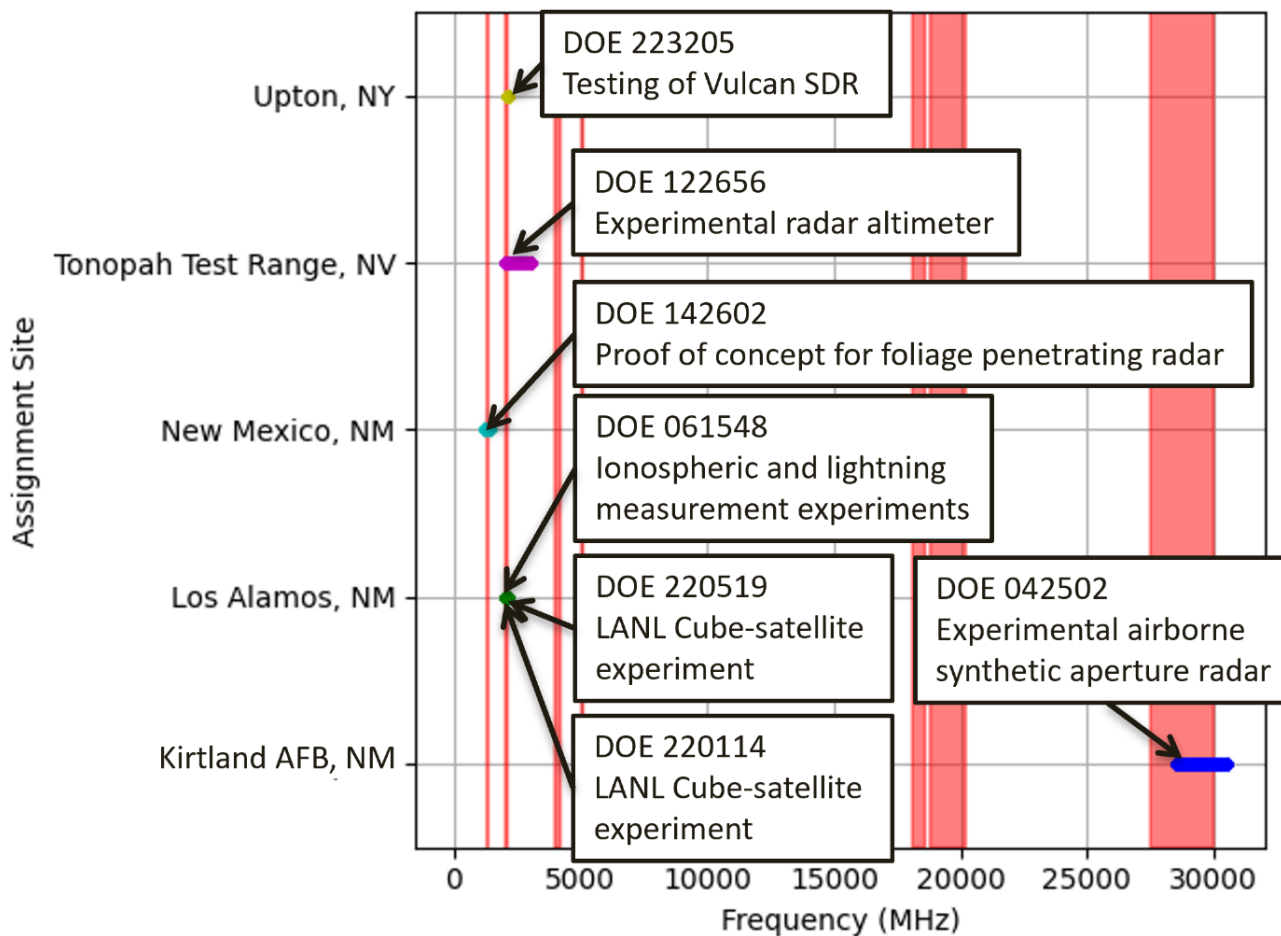 DOE 223205
Testing of Vulcan SDR
Upton, NY
DOE 122656
Experimental radar altimeter
Tonopah Test Range, NV
DOE 142602
Proof of concept for foliage penetrating radar
New Mexico, NM
DOE 061548
Ionospheric and lightning
measurement experiments
Los Alamos, NM
DOE 220519
LANL Cube-satellite
experiment
DOE 042502
Experimental airborne
synthetic aperture radar
Kirtland AFB, NM
DOE 220114
LANL Cube-satellite
experiment
Assignment Site
0 5000 10000 15000 20000 25000 30000
Frequency (MHz)